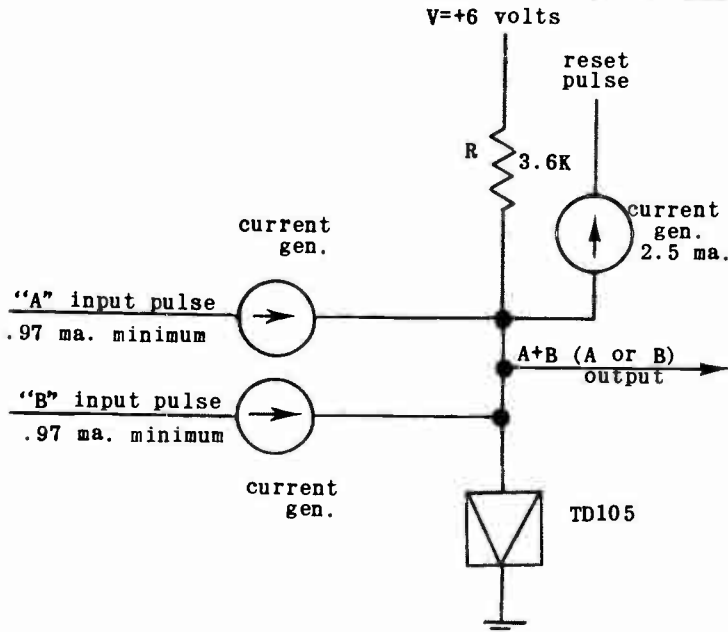 V=+6 volts
reset
pulse
R
3.6K
current
gen.
2.5 ma.
current
gen.
“A” input pulse
.97 ma. minimum
A+B (A or B)
output
“B” input pulse
.97 ma. minimum
current
gen.
TD105